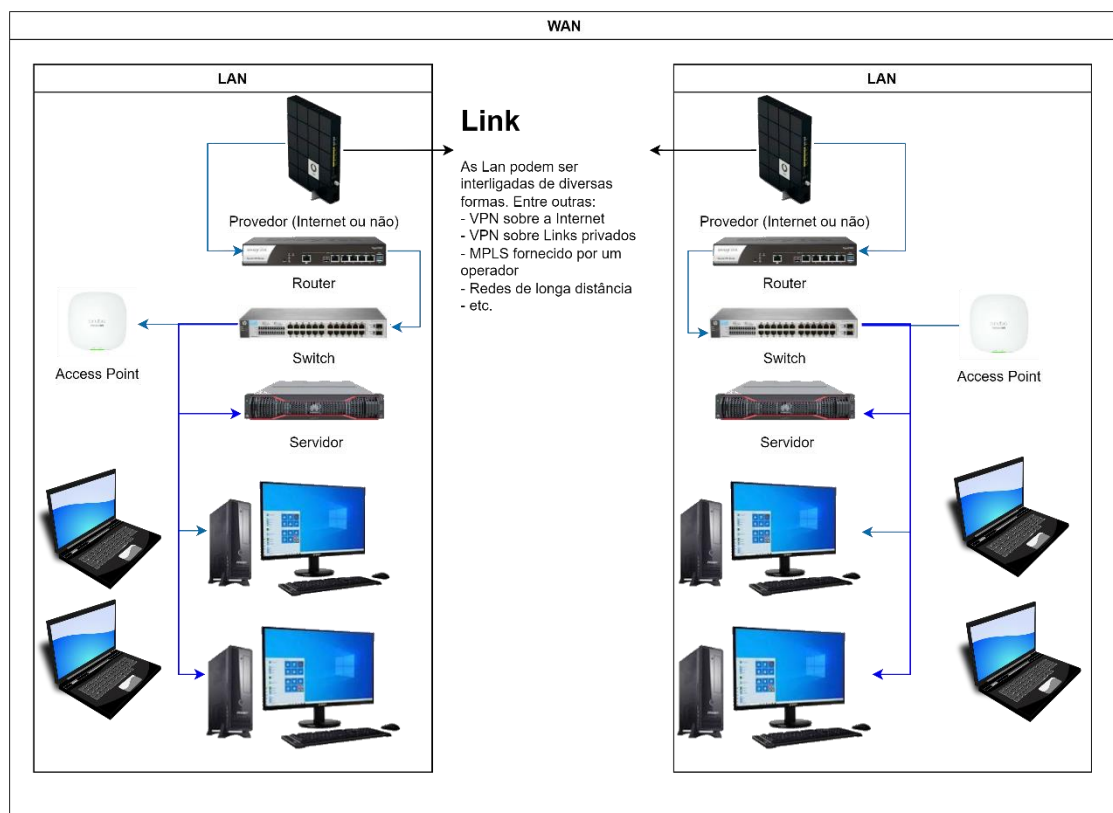 WAN
LAN
Provedor (Internet ou não)
Router
Switch
Access Point
Servidor
Link
As Lan podem ser
interligadas de diversas
formas. Entre outras:
- VPN sobre a Internet
- VPN sobre Links privados
- MPLS fornecido por um
operador
- Redes de longa distância
- etc.
LAN
Provedor (Internet ou não)
Router
Switch
Access Point
Servidor